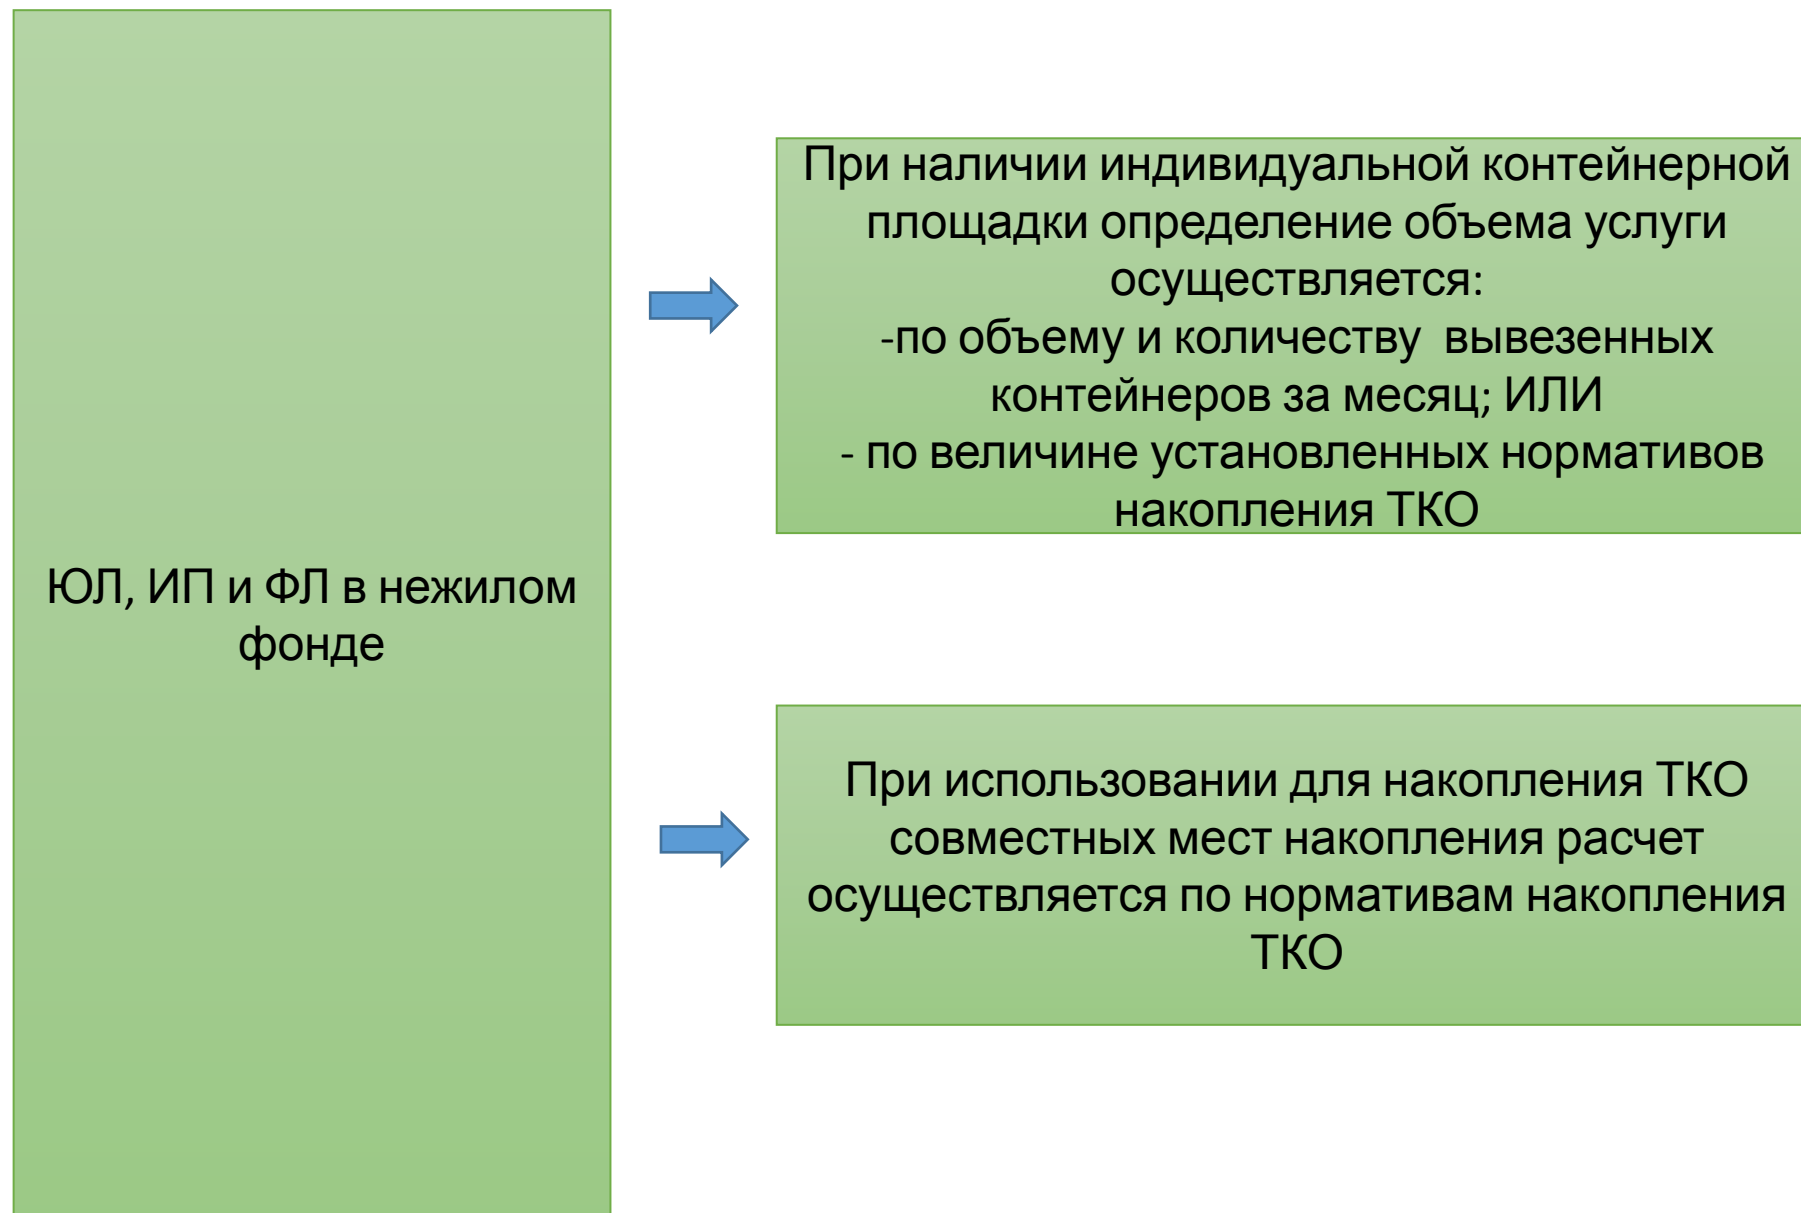 ЮЛ, ИП и ФЛ в нежилом
фонде
При наличии индивидуальной контейнерной
площадки определение объема услуги
осуществляется:
-по объему и количеству  вывезенных
контейнеров за месяц; ИЛИ
- по величине установленных нормативов
накопления ТКО
При использовании для накопления ТКО
совместных мест накопления расчет
осуществляется по нормативам накопления
ТКО